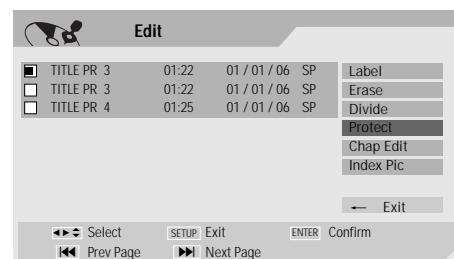 Edit
TITLE PR 3 01:22 01 / 01 / 06 SP
TITLE PR 3 01:22 01 / 01 / 06 SP
TITLE PR 4 01:25 01 / 01 / 06 SP
Label
Erase
Divide
Protect
Chap Edit
Index Pic
← Exit
Select SETUP Exit ENTER Confirm
Prev Page Next Page